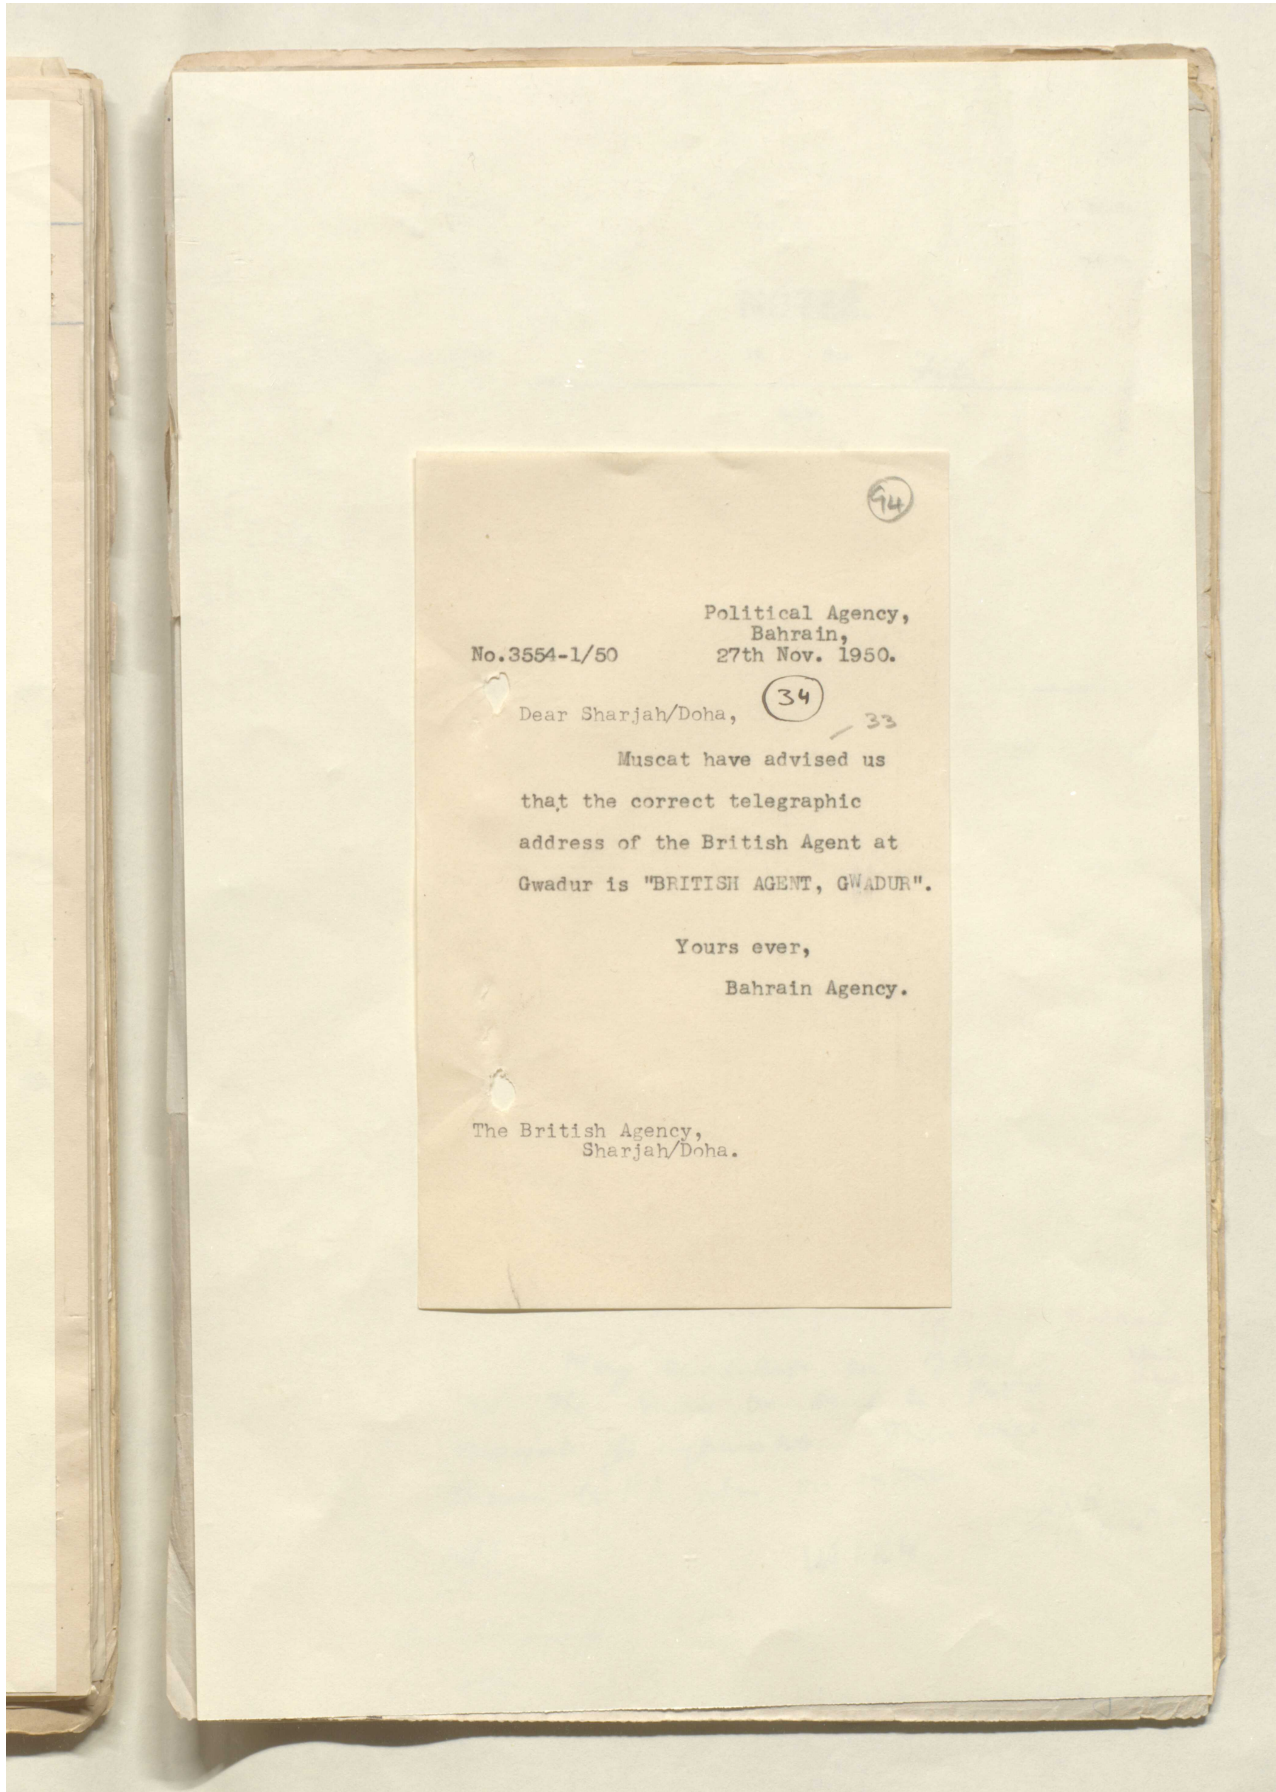 94
Political Agency,
Bahrain,
No.3554-1/50 27th Nov. 1950.
34
Dear Sharjah/Doha,
33
Muscat have advised us
that the correct telegraphic
address of the British Agent at
Gwadur is "BRITISH AGENT, GWADUR".
Yours ever,
Bahrain Agency.
The British Agency,
Sharjah/Doha.